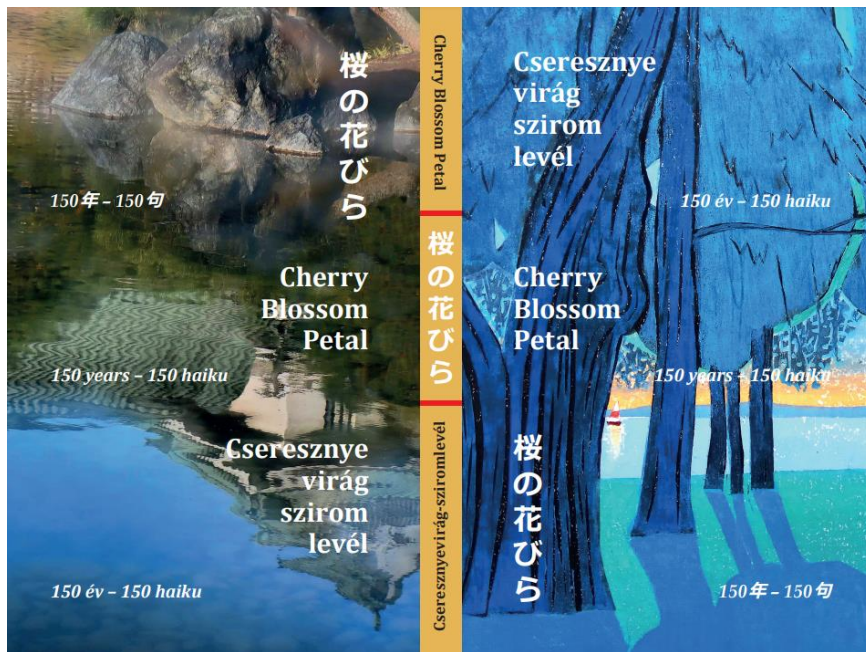 桜の花びら
150年 – 150句
Cherry
Blossom
Petal
150 years – 150 haiku
Cseresznye
virág
szirom
levél
150 év – 150 haiku
Cherry Blossom Petal
桜の花びら
Cseresznyevirág-sziromlevél
Cseresznye
virág
szirom
levél
150 év – 150 haiku
Cherry
Blossom
Petal
150 years – 150 haiku
桜の花びら
150年 – 150句